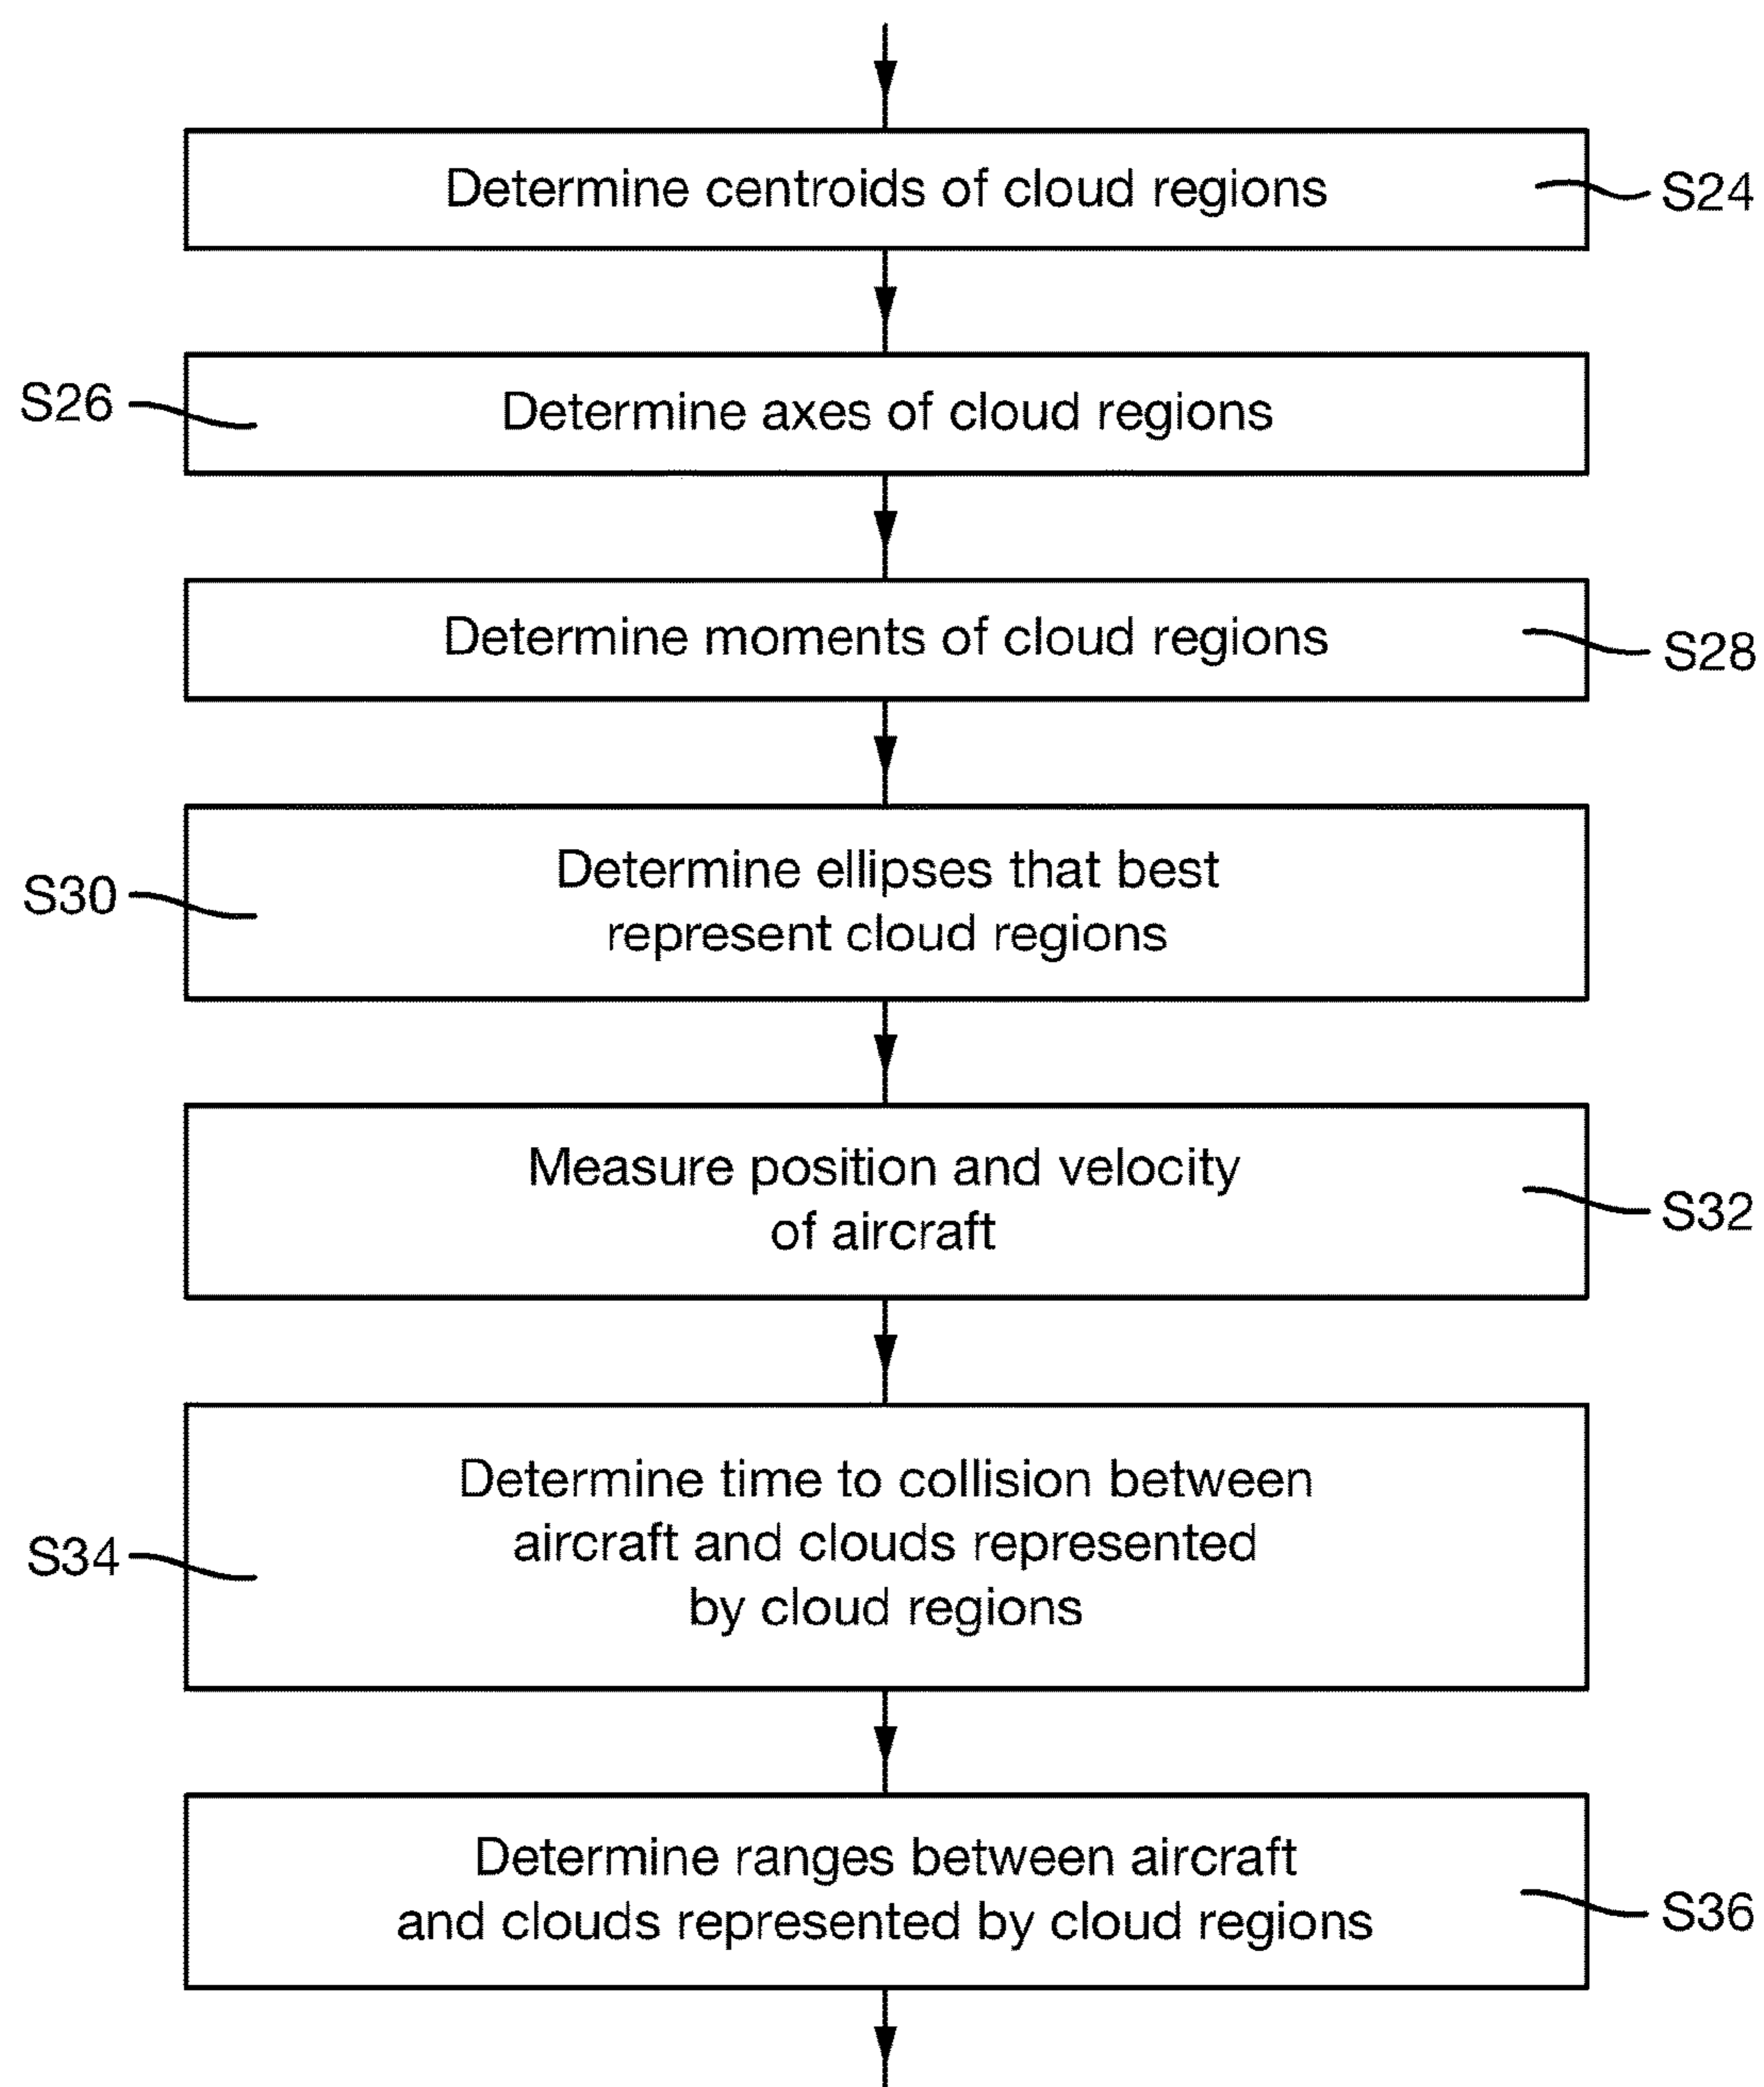 Determine centroids of cloud regions
S24
S26
Determine axes of cloud regions
Determine moments of cloud regions
S28
S30
Determine ellipses that best
represent cloud regions
Measure position and velocity
of aircraft
S32
S34
Determine time to collision between
aircraft and clouds represented
by cloud regions
Determine ranges between aircraft
and clouds represented by cloud regions
S36